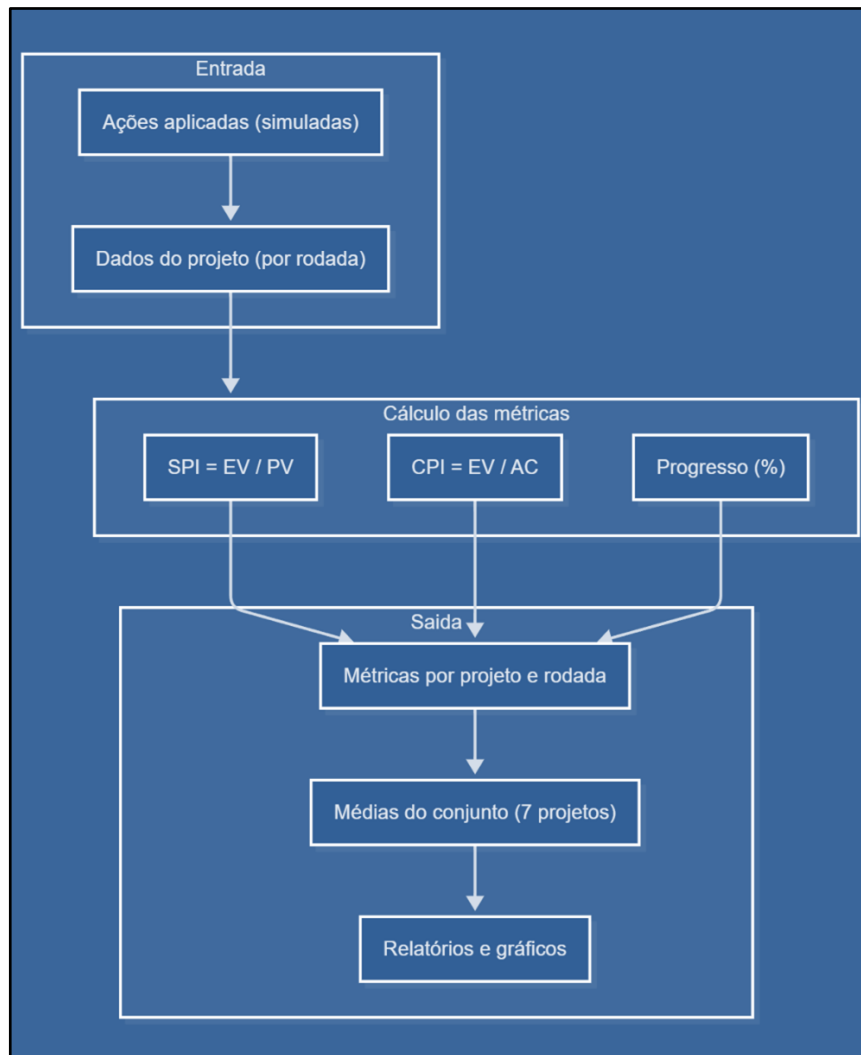 Entrada
Ações aplicadas (simuladas)
Dados do projeto (por rodada)
Cálculo das métricas
SPI = EV / PV
CPI = EV / AC
Progresso (%)
Saida
Métricas por projeto e rodada
Médias do conjunto (7 projetos)
Relatórios e gráficos